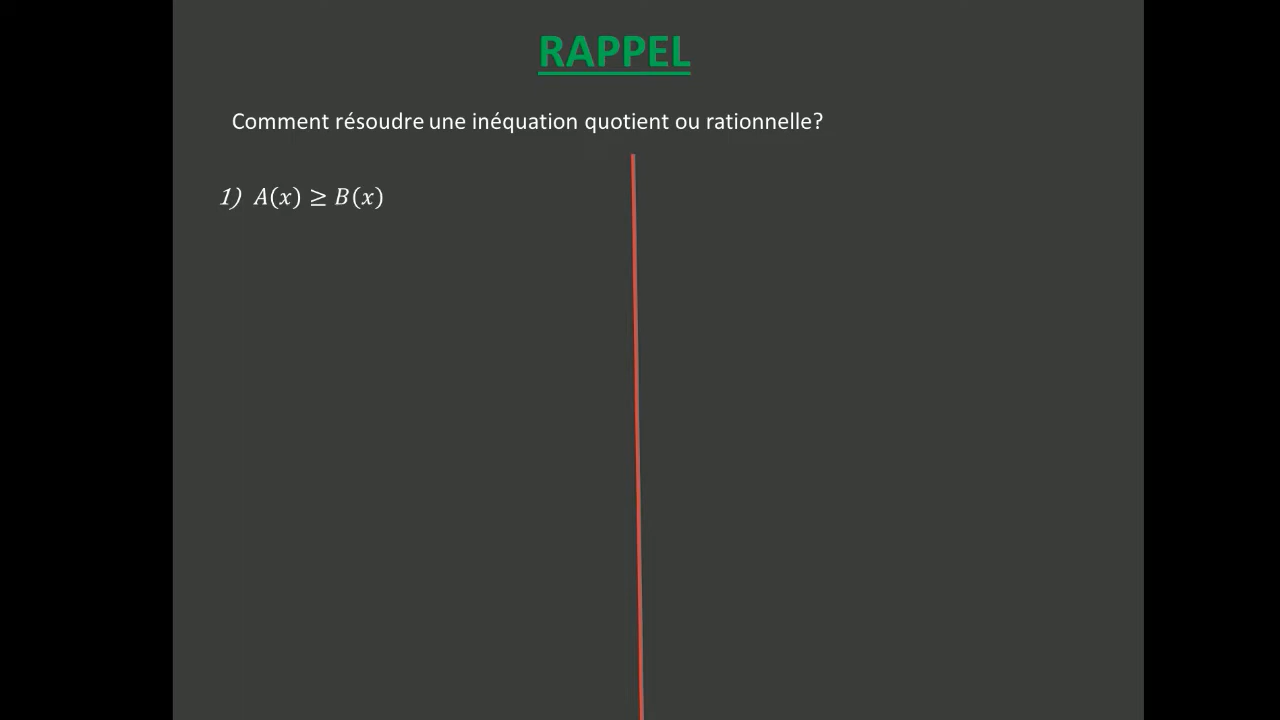 RAPPEL
Comment résoudre une inéquation quotient ou rationnelle?
1) A(x) ≥ B(x)